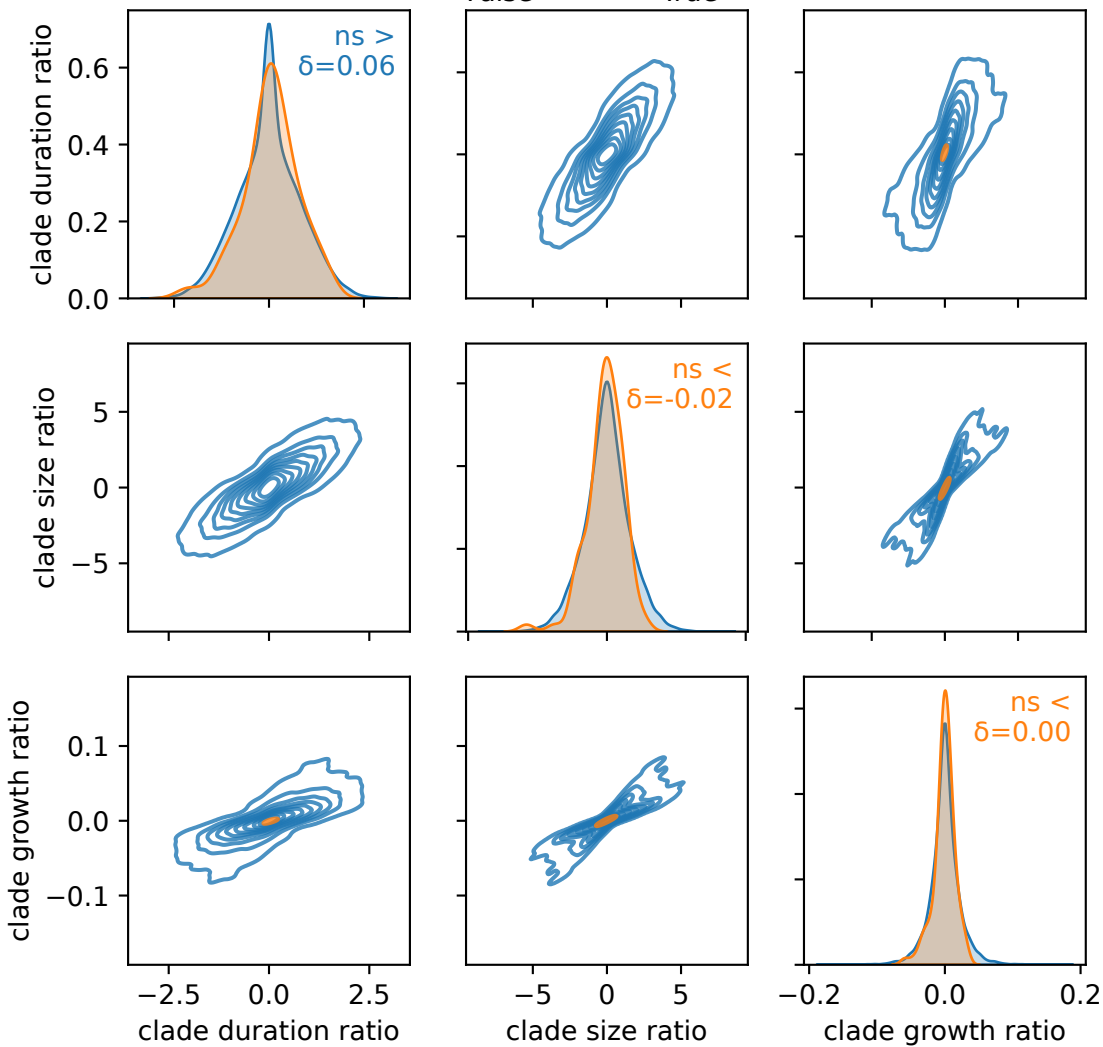 clade duration ratio
0.6
0.4
0.2
0.0
ns >
δ=0.06
clade size ratio
5
0
−5
ns <
δ=-0.02
clade growth ratio
0.1
0.0
−0.1
ns <
δ=0.00
−2.5 0.0 2.5
−5 0 5
−0.2 0.0 0.2
clade duration ratio
clade size ratio
clade growth ratio